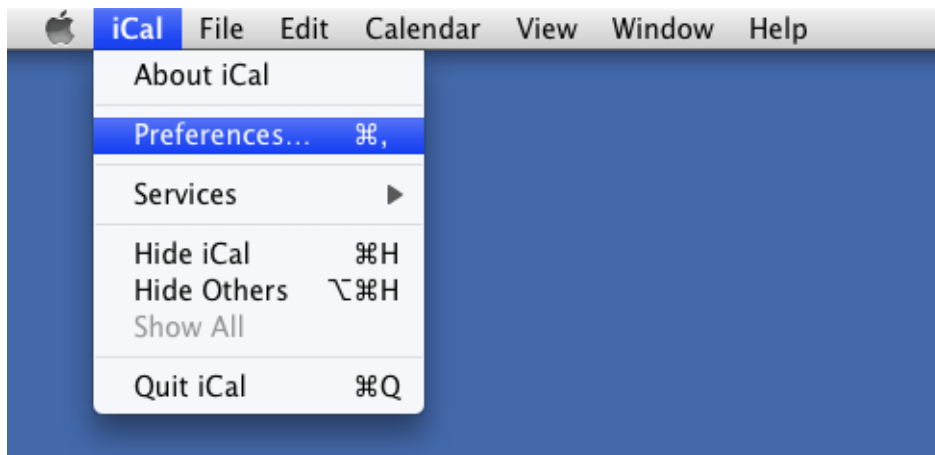 iCal File Edit Calendar View Window Help
About iCal
Preferences... ⌘,
Services
Hide iCal ⌘H
Hide Others ⌥⌘H
Show All
Quit iCal ⌘Q